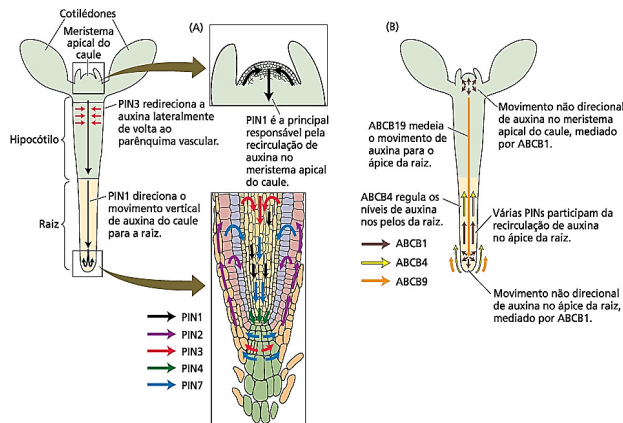 Cotilédones
Meristema
apical do
caule
Hipocótilo
Raiz
PIN3 redireciona a
auxina lateralmente
de volta ao
parênquima vascular.
PIN1 direciona o
movimento vertical
de auxina do caule
para a raiz.
PIN1
PIN2
PIN3
PIN4
PIN7
(A)
PIN1 é a principal
responsável pela
recirculação de
auxina no
meristema apical
do caule.
(B)
ABCB19 medeia
o movimento
de auxina para o
ápice da raiz.
ABCB4 regula os
níveis de auxina
nos pelos da raiz.
ABCB1
ABCB4
ABCB9
Movimento não direcional
de auxina no meristema
apical do caule, mediado
por ABCB1.
Várias PINs participam da
recirculação de auxina
no ápice da raiz.
Movimento não direcional
de auxina no ápice da raiz,
mediado por ABCB1.